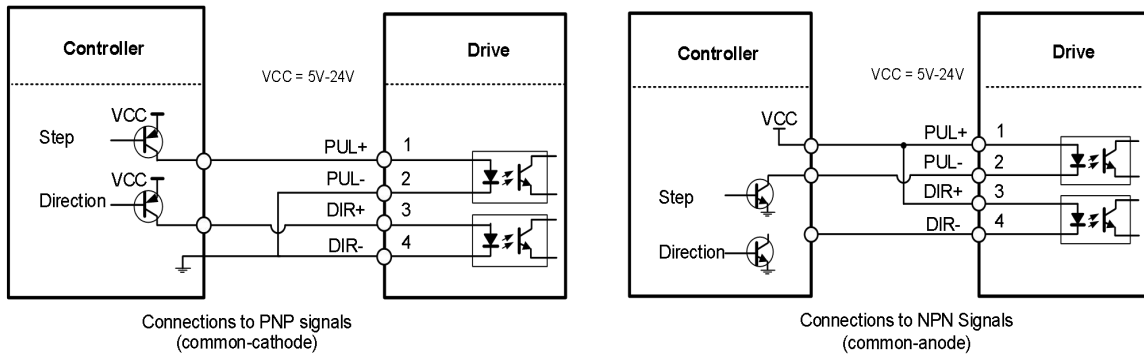 Controller
Drive
VCC = 5V-24V
VCC
Step
PUL+
1
PUL-
2
VCC
Direction
DIR+
3
DIR-
4
Connections to PNP signals
(common-cathode)
Controller
Drive
VCC = 5V-24V
VCC
PUL+
1
PUL-
2
Step
DIR+
3
DIR-
4
Direction
Connections to NPN Signals
(common-anode)